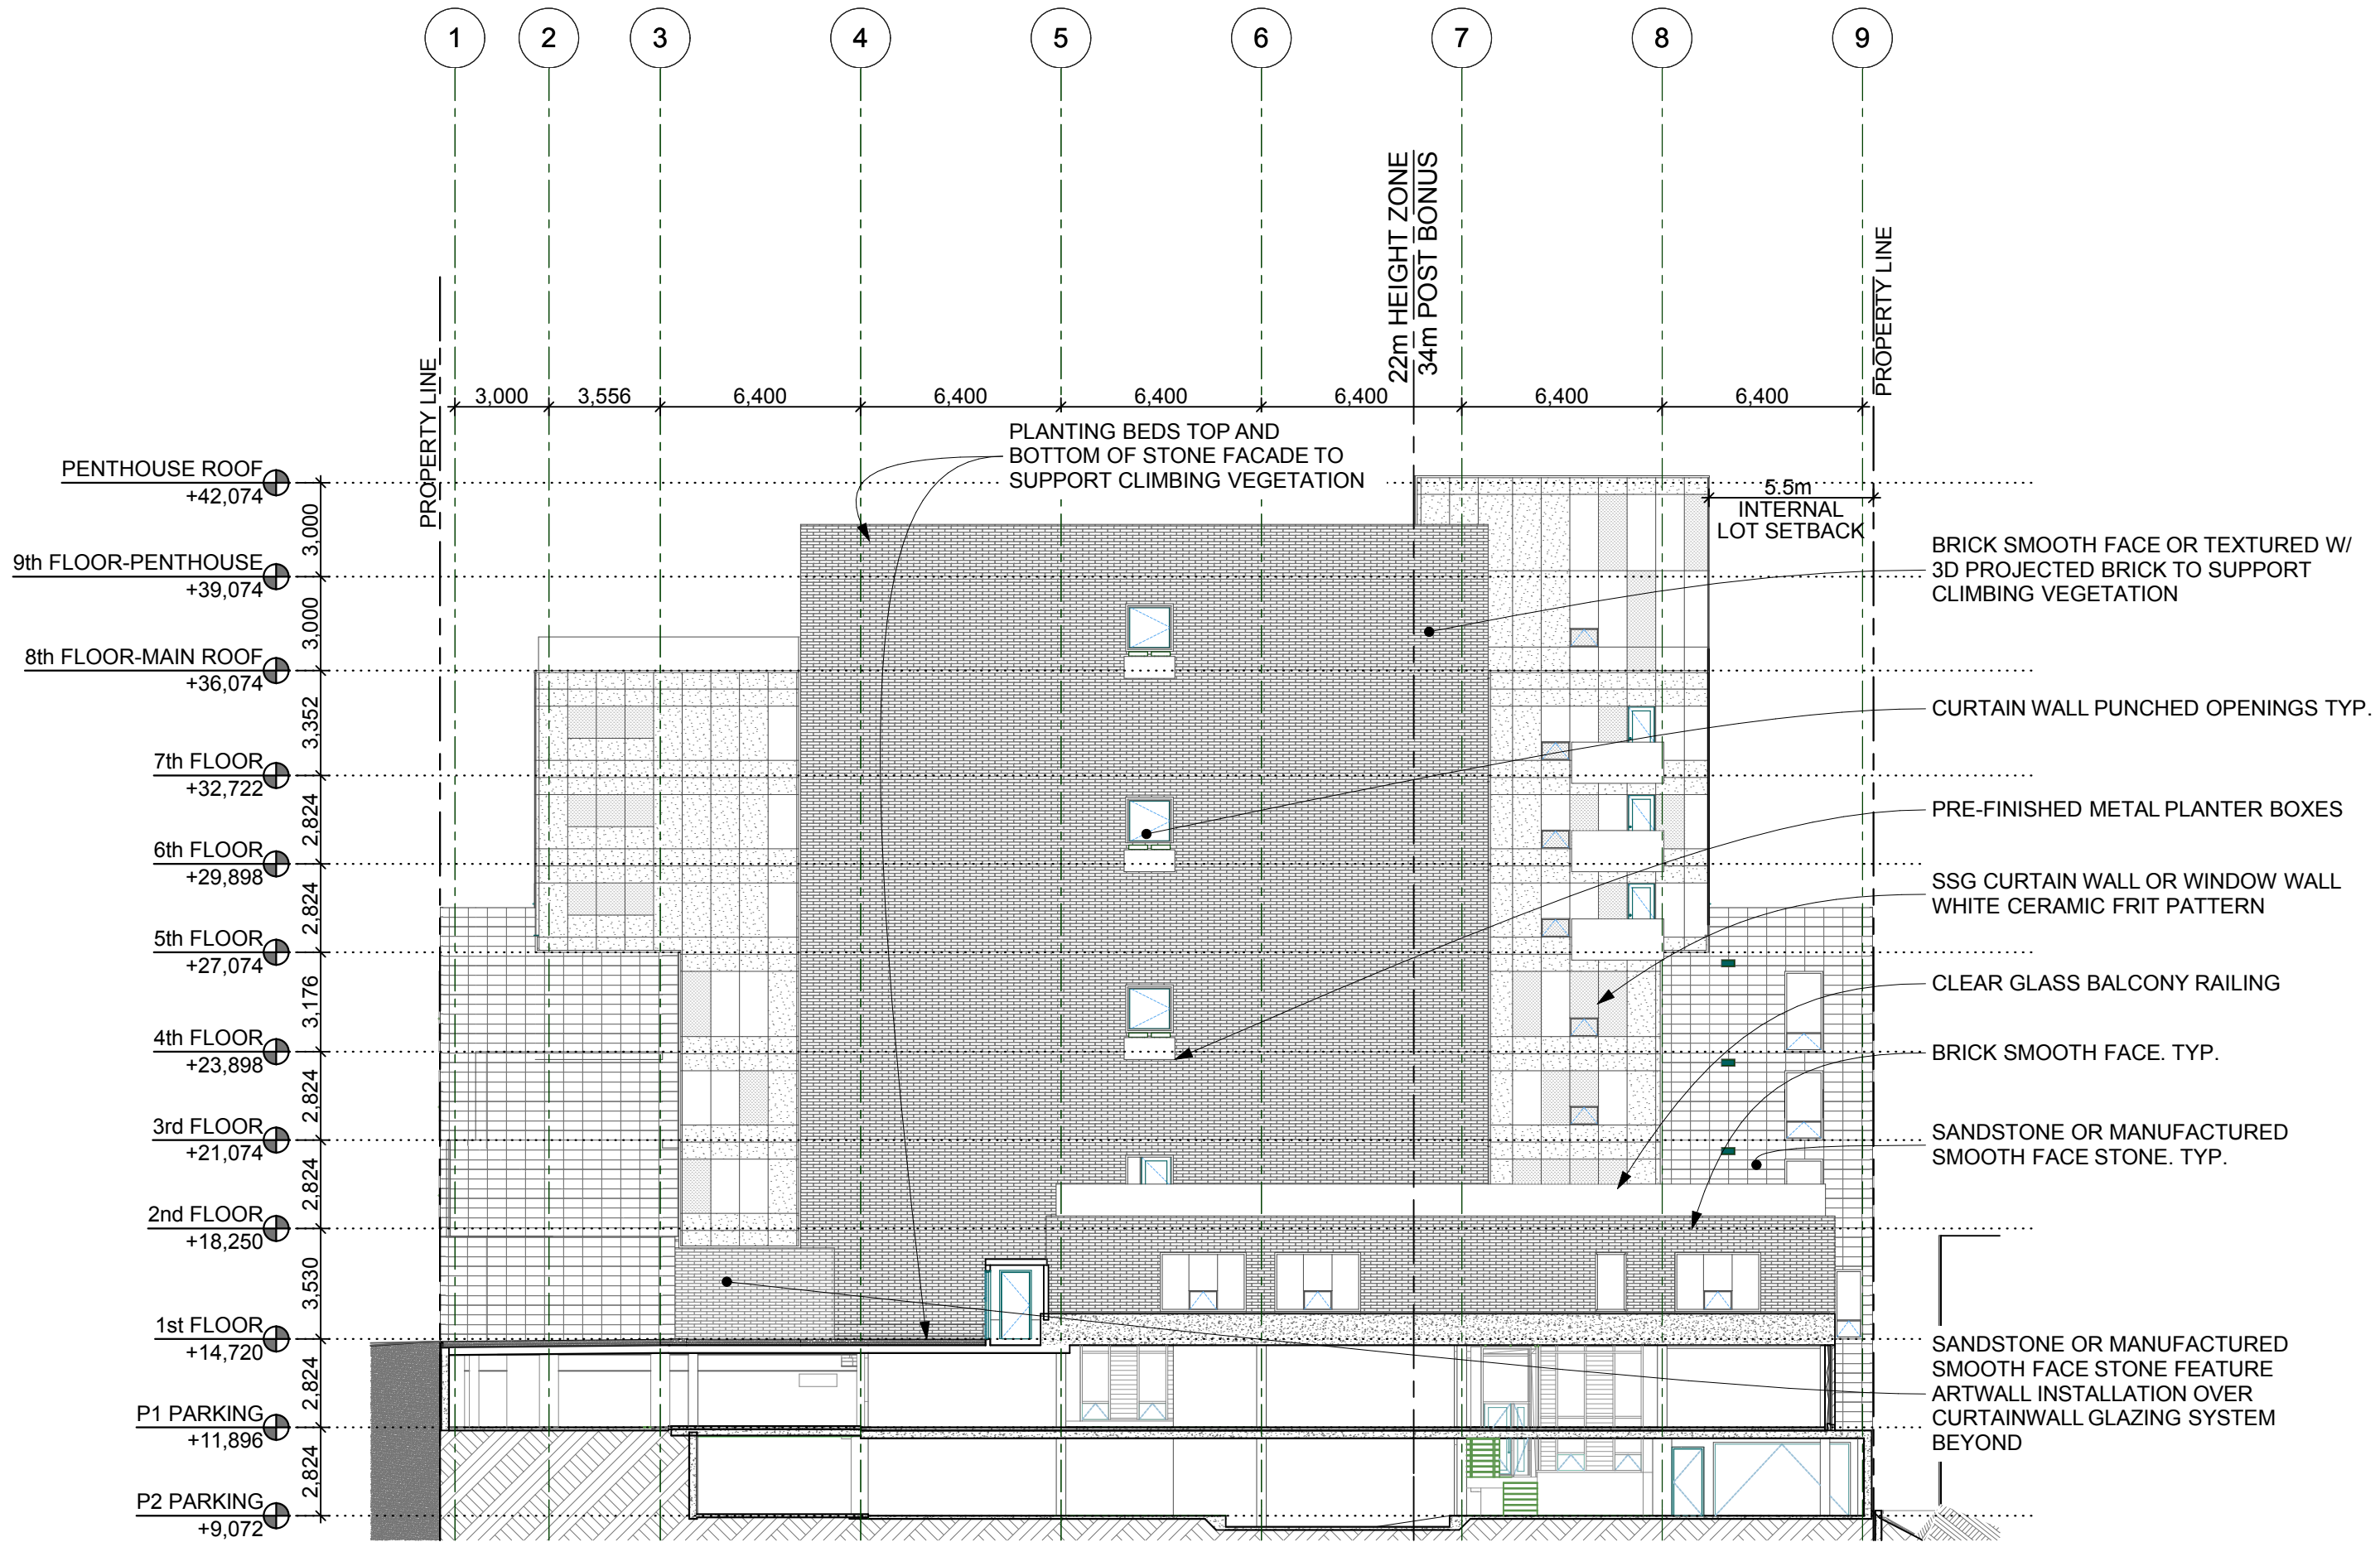 1 2 3 4 5 6 7 8 9
22m HEIGHT ZONE
34m POST BONUS
PROPERTY LINE
PROPERTY LINE
3,000 3,556 6,400 6,400 6,400 6,400 6,400 6,400
PLANTING BEDS TOP AND
BOTTOM OF STONE FACADE TO
SUPPORT CLIMBING VEGETATION
5.5m
INTERNAL
LOT SETBACK
PENTHOUSE ROOF
+42,074
3,000
9th FLOOR-PENTHOUSE
+39,074
3,000
8th FLOOR-MAIN ROOF
+36,074
3,352
7th FLOOR
+32,722
2,824
6th FLOOR
+29,898
2,824
5th FLOOR
+27,074
3,176
4th FLOOR
+23,898
2,824
3rd FLOOR
+21,074
2,824
2nd FLOOR
+18,250
3,530
1st FLOOR
+14,720
2,824
P1 PARKING
+11,896
2,824
P2 PARKING
+9,072
BRICK SMOOTH FACE OR TEXTURED W/
3D PROJECTED BRICK TO SUPPORT
CLIMBING VEGETATION
CURTAIN WALL PUNCHED OPENINGS TYP.
PRE-FINISHED METAL PLANTER BOXES
SSG CURTAIN WALL OR WINDOW WALL
WHITE CERAMIC FRIT PATTERN
CLEAR GLASS BALCONY RAILING
BRICK SMOOTH FACE. TYP.
SANDSTONE OR MANUFACTURED
SMOOTH FACE STONE. TYP.
SANDSTONE OR MANUFACTURED
SMOOTH FACE STONE FEATURE
ARTWALL INSTALLATION OVER
CURTAINWALL GLAZING SYSTEM
BEYOND